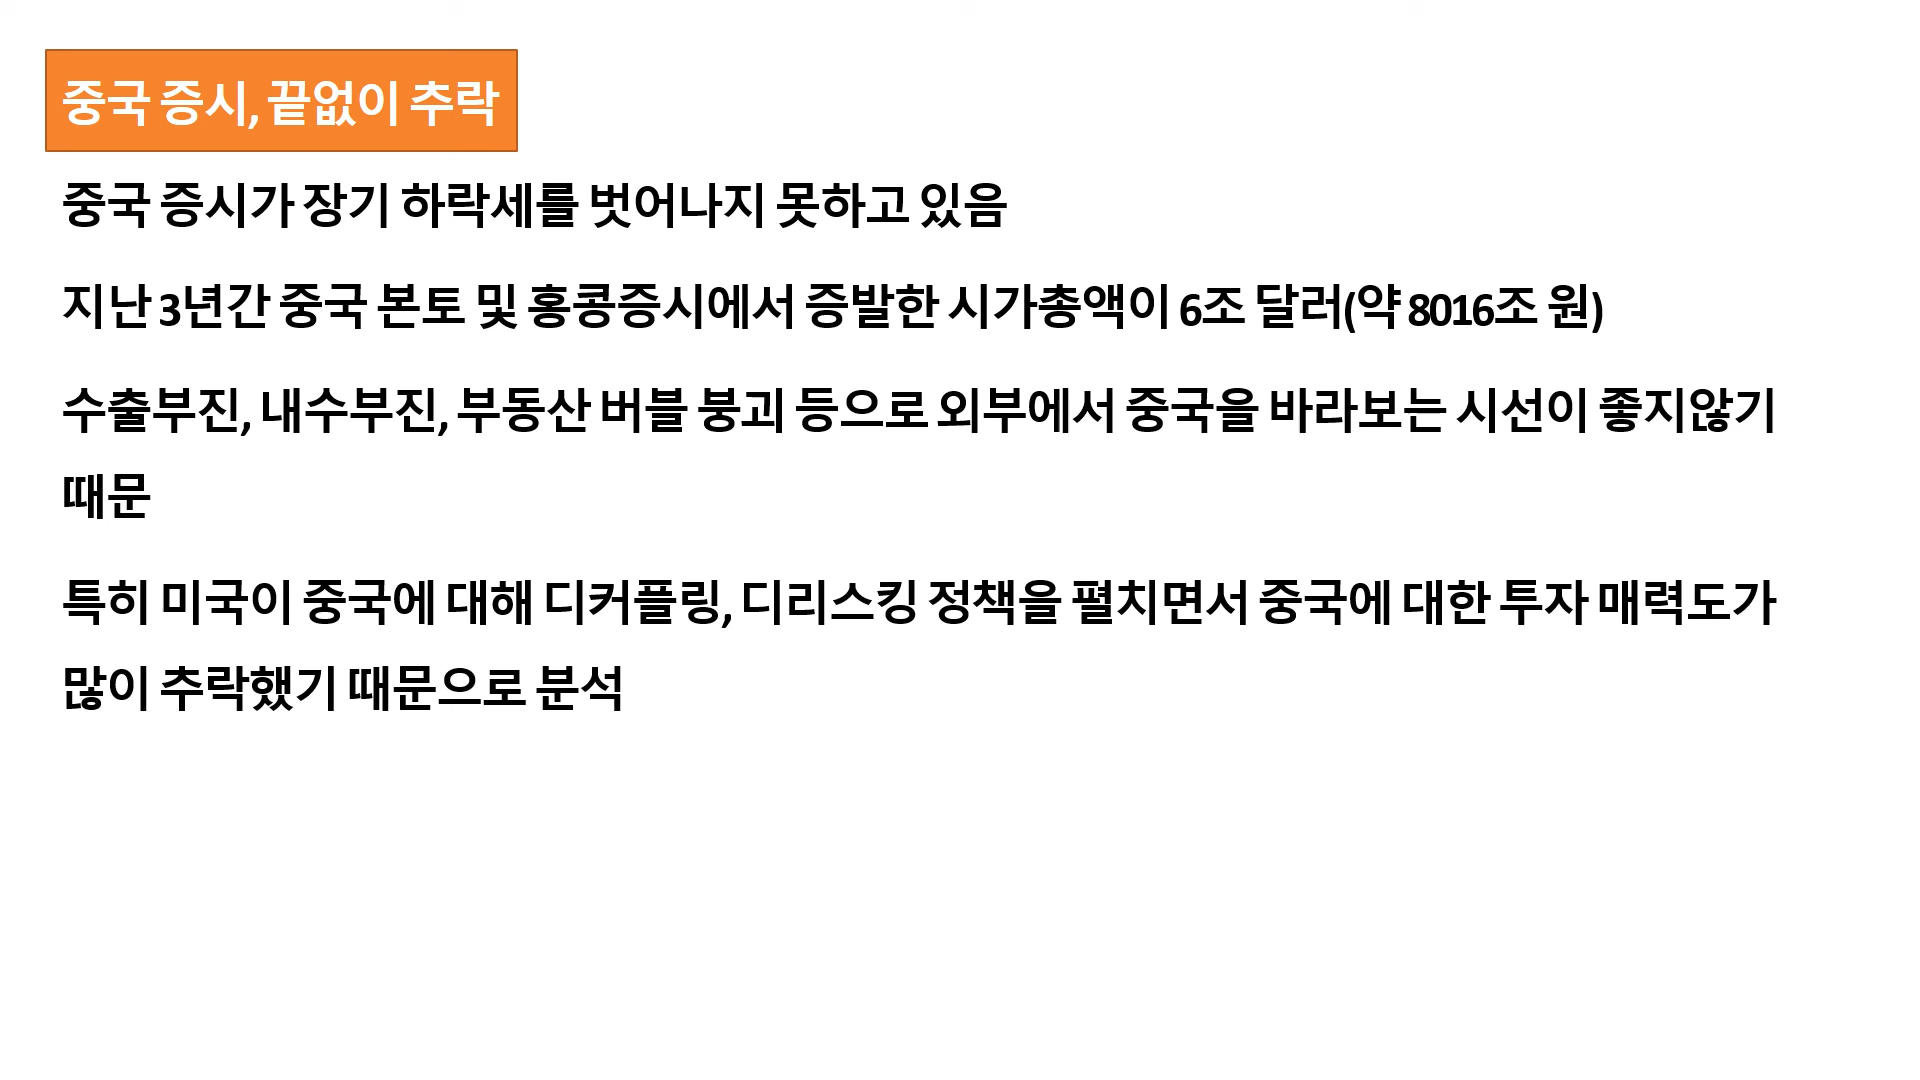 중국 증시, 끝없이 추락
중국 증시가 장기 하락세를 벗어나지 못하고 있음
지난 3년간 중국 본토 및 홍콩증시에서 증발한 시가총액이 6조 달러(약 8016조 원)
수출부진, 내수부진, 부동산 버블 붕괴 등으로 외부에서 중국을 바라보는 시선이 좋지않기
때문
특히 미국이 중국에 대해 디커플링, 디리스킹 정책을 펼치면서 중국에 대한 투자 매력도가
많이 추락했기 때문으로 분석